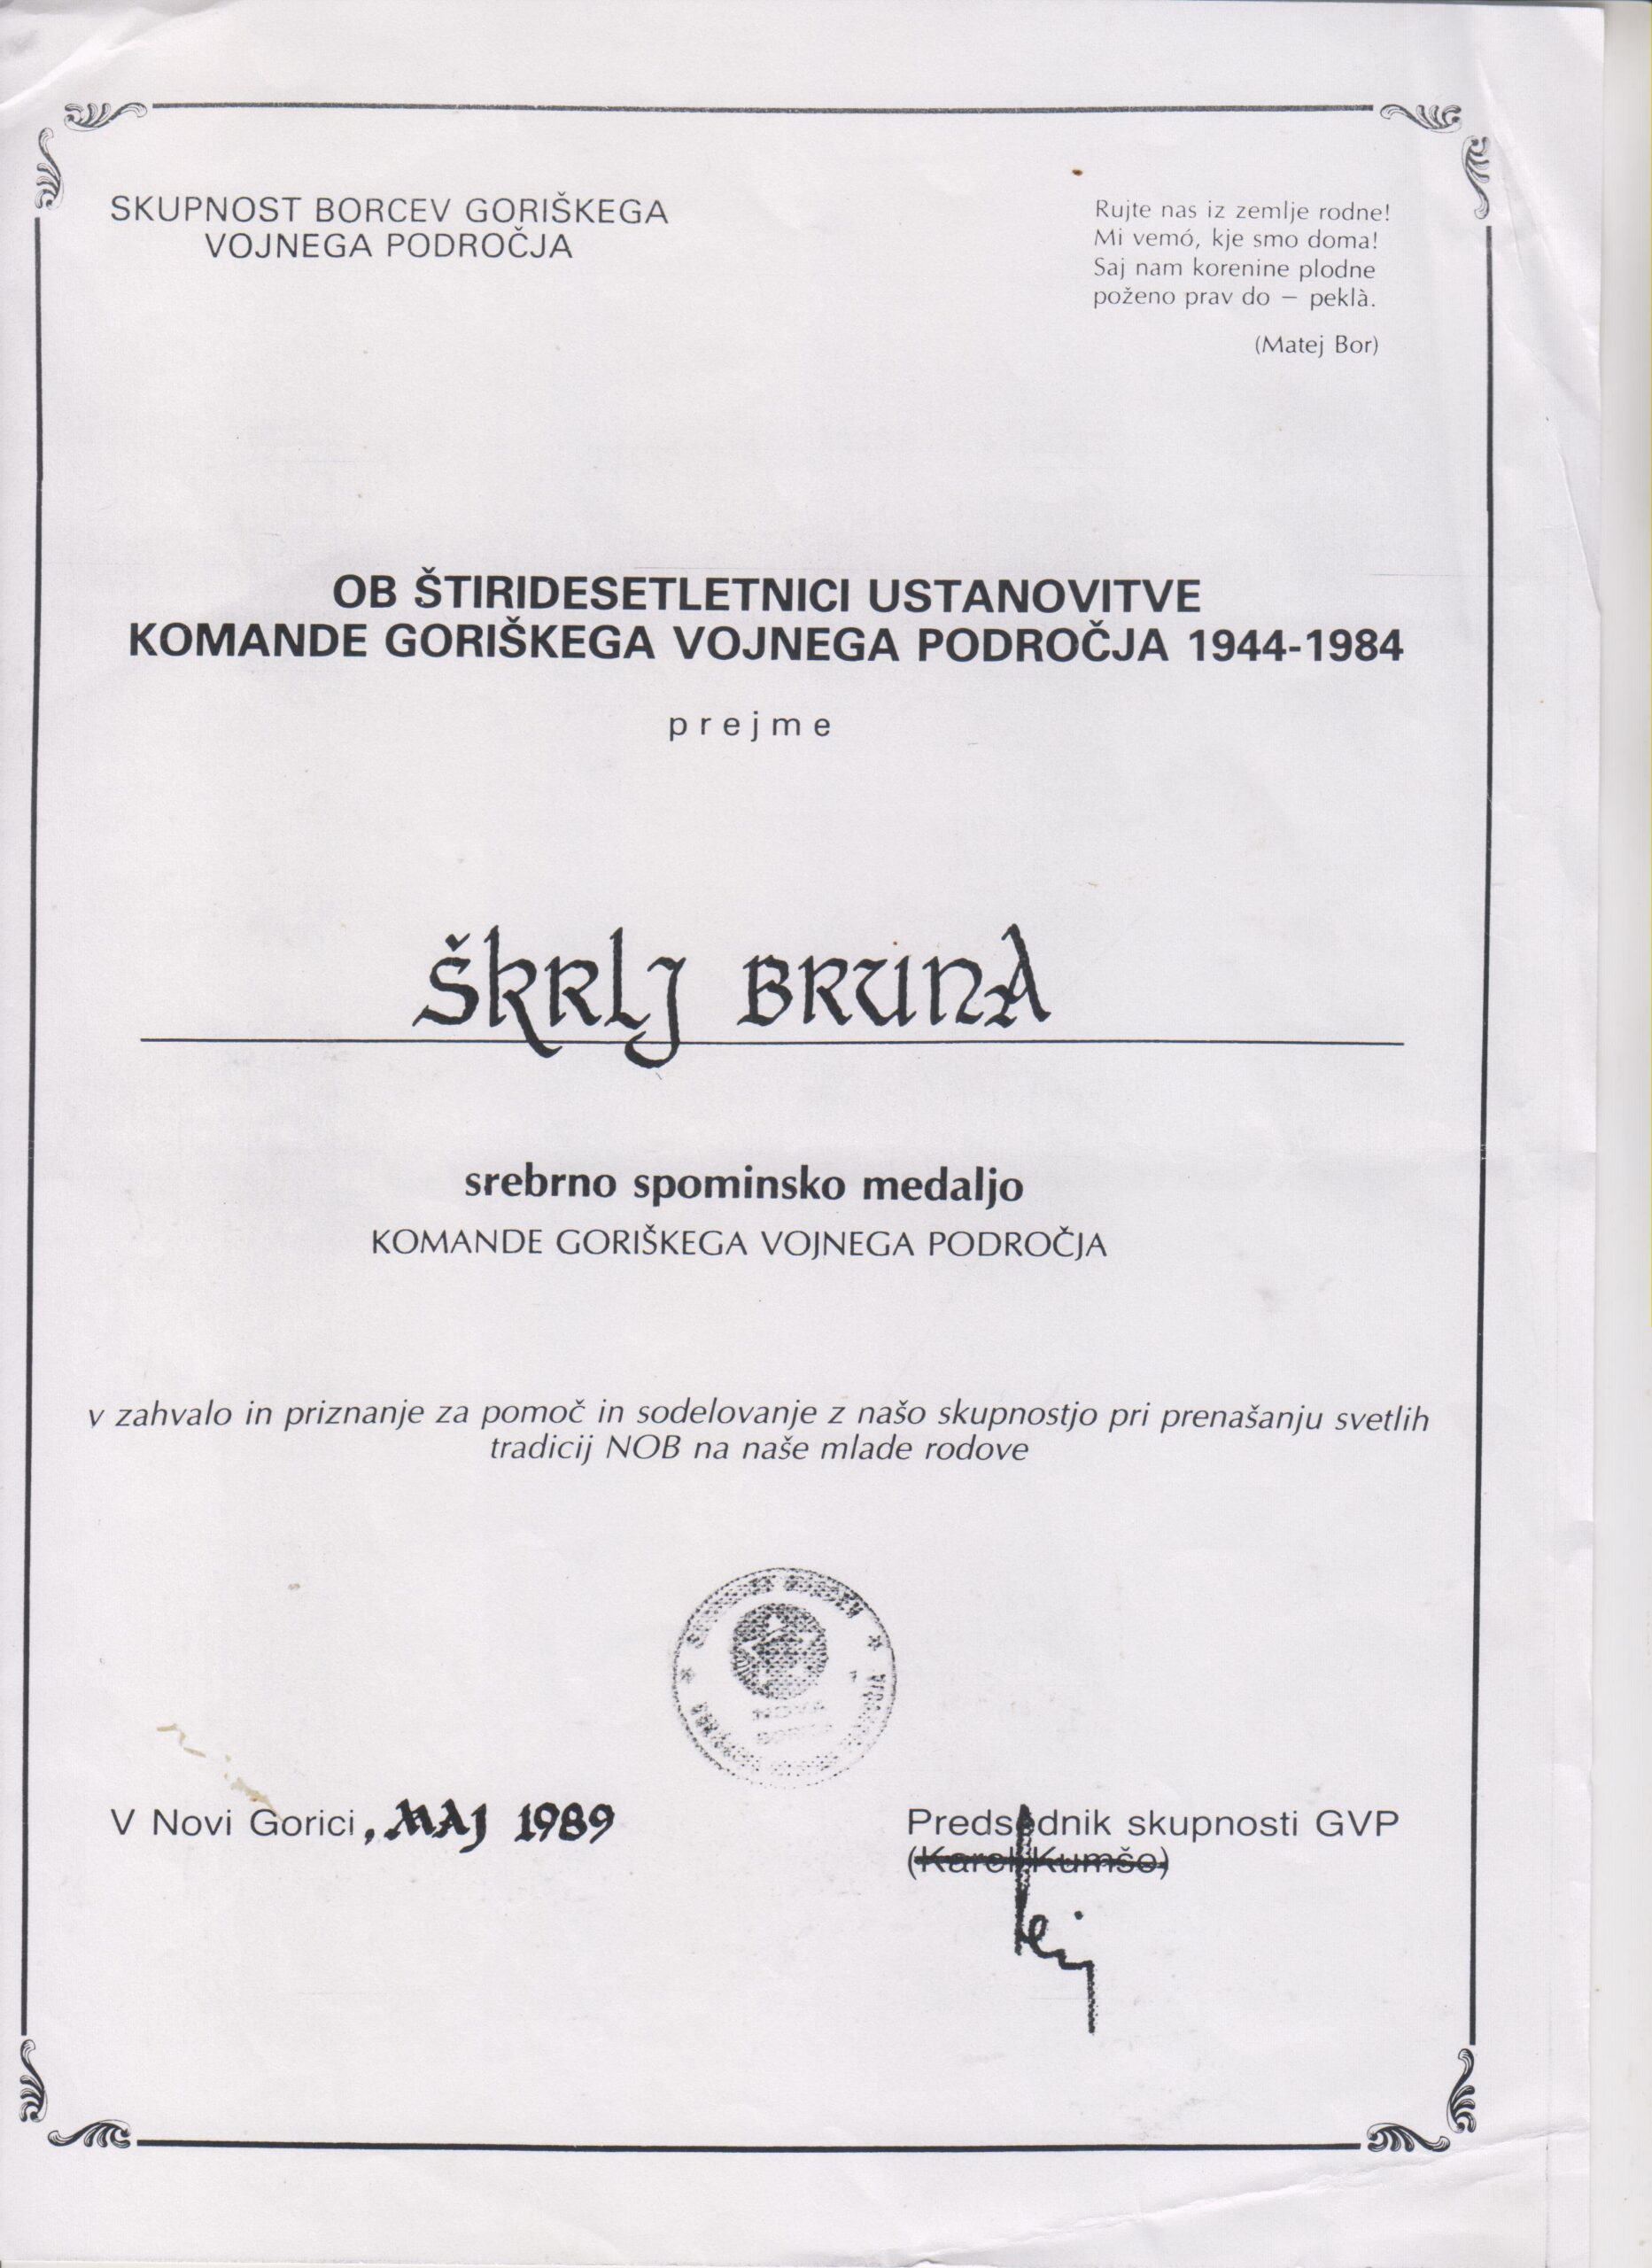 SKUPNOST BORCEV GORIŠKEGA
VOJNEGA PODROČJA
Rujte nas iz zemlje rodne!
Mi vemó, kje smo doma!
Saj nam korenine plodne
poženo prav do – peklà.
(Matej Bor)
OB ŠTIRIDESETLETNICI USTANOVITVE
KOMANDE GORIŠKEGA VOJNEGA PODROČJA 1944-1984
prejme
ŠKRLJ BRUNA
srebrno spominsko medaljo
KOMANDE GORIŠKEGA VOJNEGA PODROČJA
v zahvalo in priznanje za pomoč in sodelovanje z našo skupnostjo pri prenašanju svetlih
tradicij NOB na naše mlade rodove
V Novi Gorici, MAJ 1989
Predsednik skupnosti GVP
(Karel Kumšo)